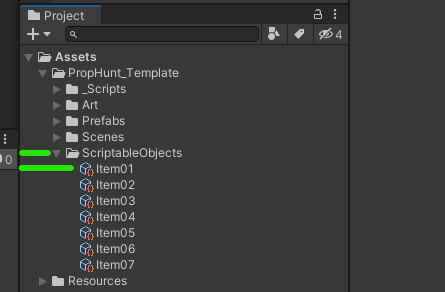 Project
4
Assets
PropHunt_Template
_Scripts
Art
Prefabs
Scenes
0
ScriptableObjects
Item01
Item02
Item03
Item04
Item05
Item06
Item07
Resources